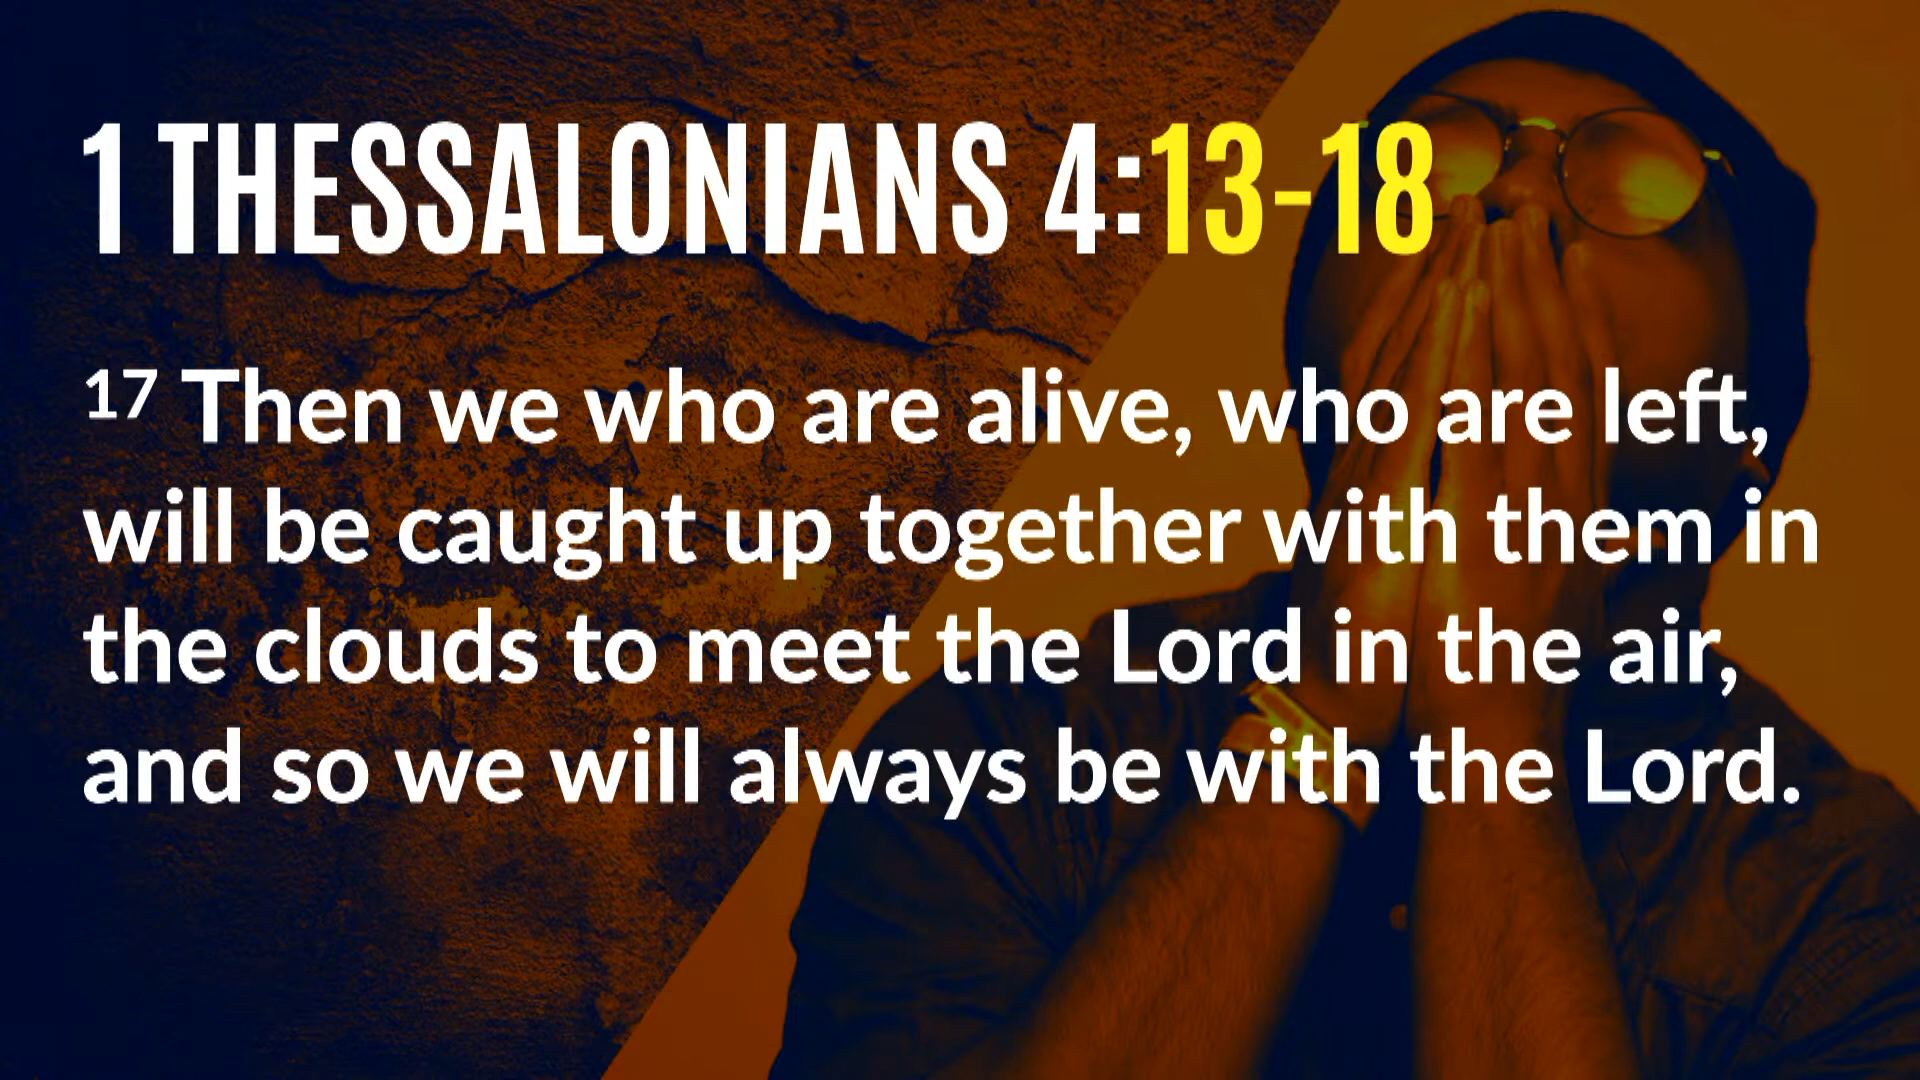 1 THESSALONIANS 4:13-18
17 Then we who are alive, who are left,
will be caught up together with them in
the clouds to meet the Lord in the air,
and so we will always be with the Lord.